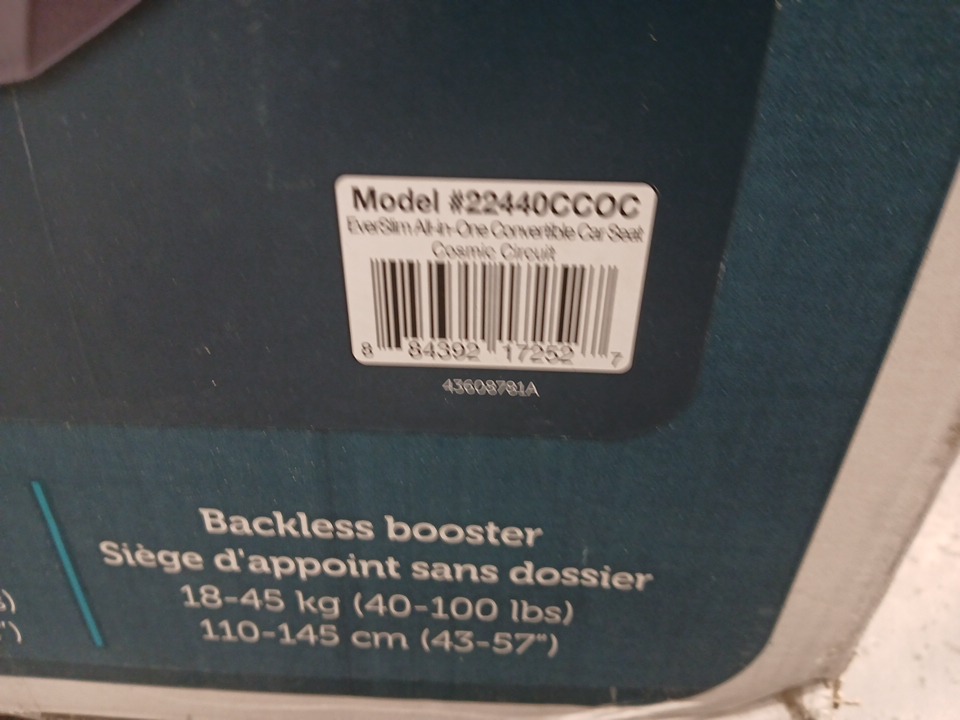 Model #22440CCOC
EverSlim All-in-One Convertible Car Seat
Cosmic Circuit
8 84392 17252 7
43608781A
Backless booster
Siège d'appoint sans dossier
18-45 kg (40-100 lbs)
110-145 cm (43-57")